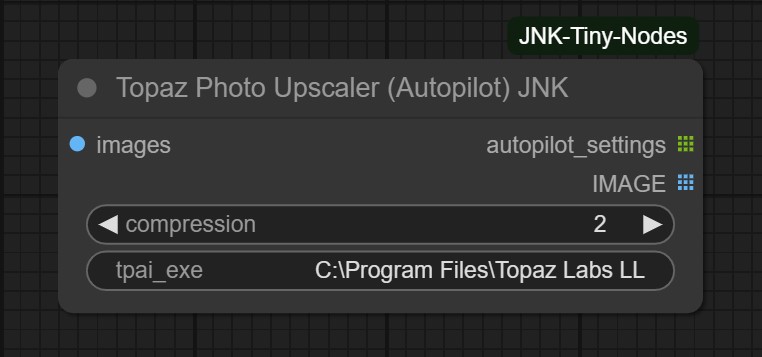 JNK-Tiny-Nodes
Topaz Photo Upscaler (Autopilot) JNK
images autopilot_settings
IMAGE
compression 2
tpai_exe C:\Program Files\Topaz Labs LL